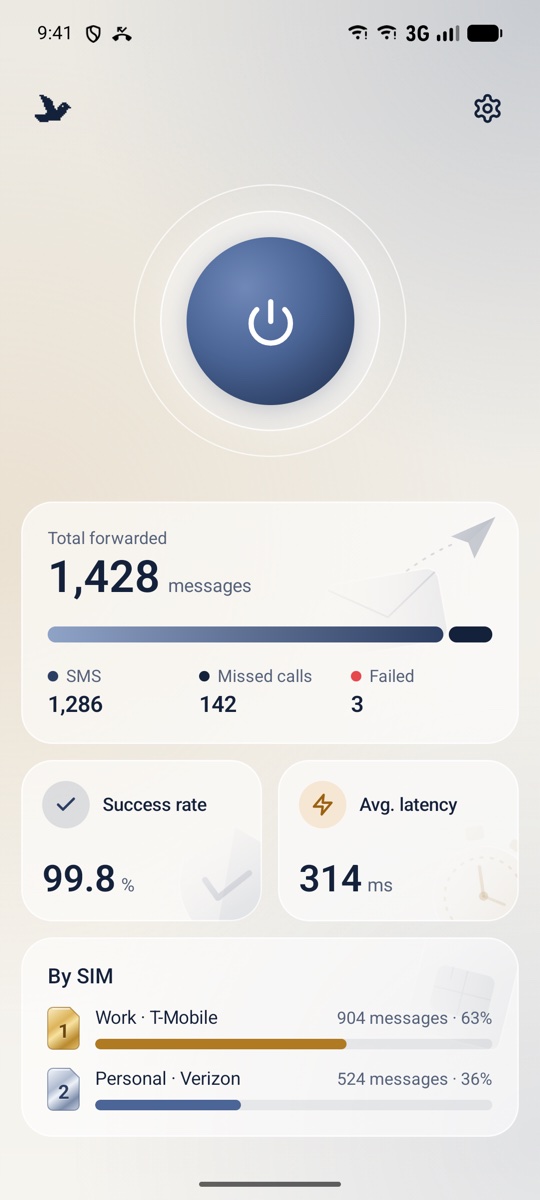 9:41 3G
Total forwarded
1,428 messages
SMS Missed calls Failed
1,286 142 3
Success rate
99.8 %
Avg. latency
314 ms
By SIM
1 Work · T-Mobile 904 messages · 63%
2 Personal · Verizon 524 messages · 36%